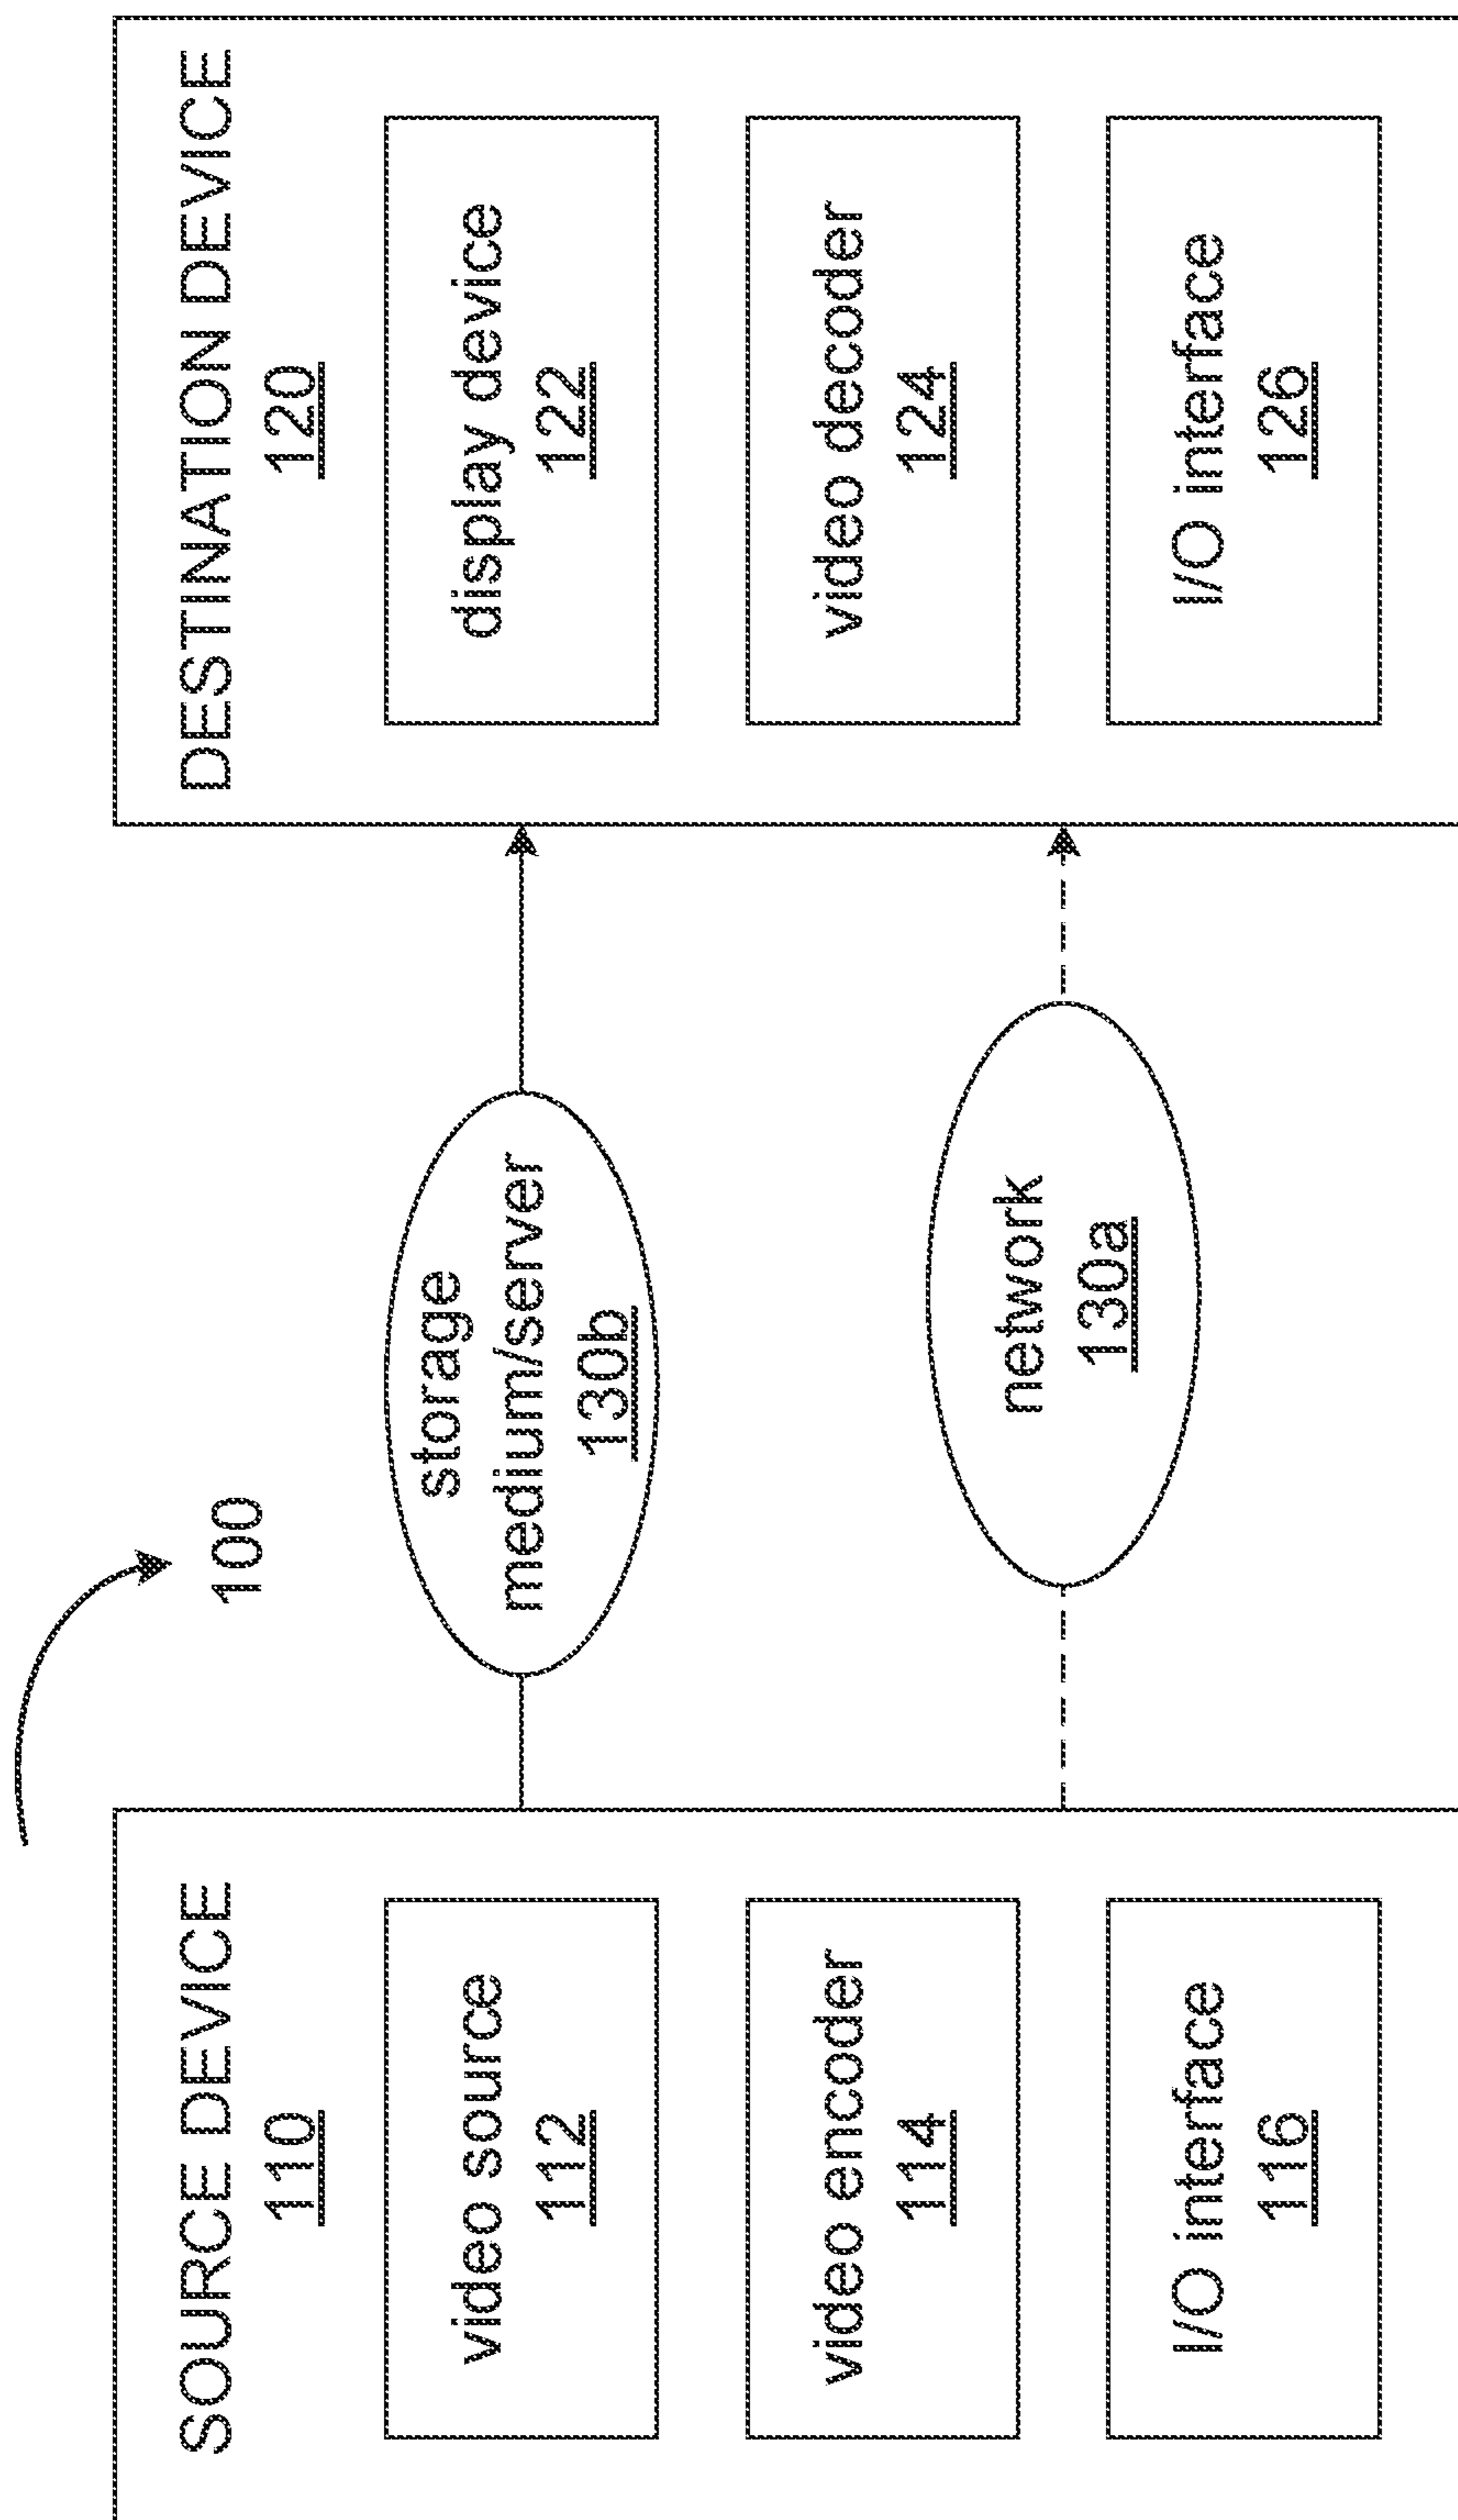 100
SOURCE DEVICE
110
video source
112
video encoder
114
I/O interface
116
storage
medium/server
130b
network
130a
DESTINATION DEVICE
120
display device
122
video decoder
124
I/O interface
126